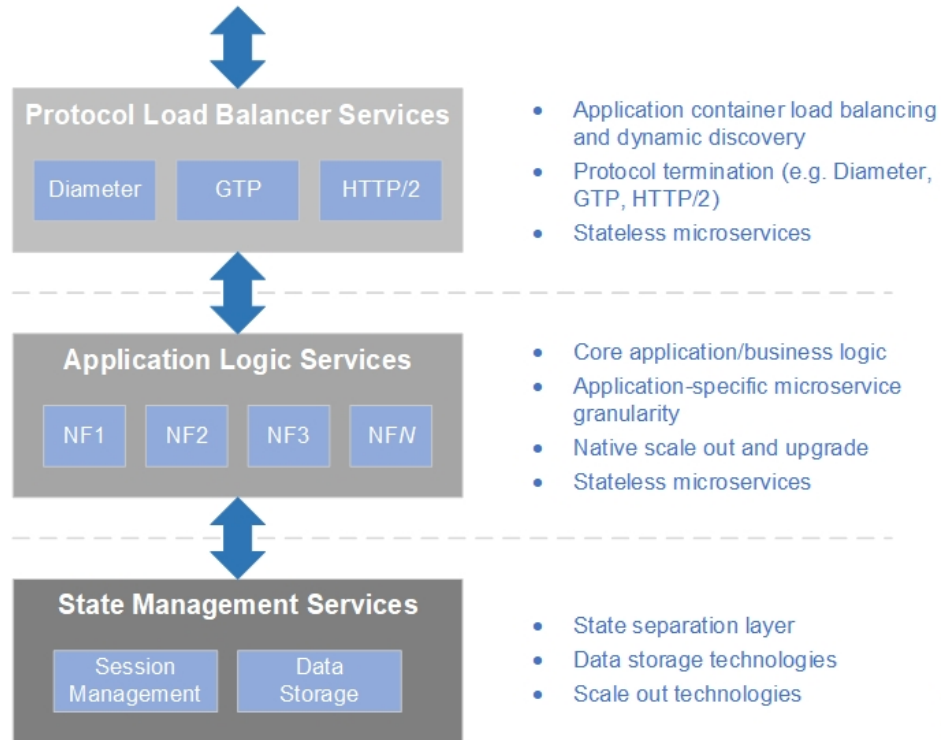 Protocol Load Balancer Services
Diameter
GTP
HTTP/2
• Application container load balancing
and dynamic discovery
• Protocol termination (e.g. Diameter,
GTP, HTTP/2)
• Stateless microservices
Application Logic Services
NF1
NF2
NF3
NFN
• Core application/business logic
• Application-specific microservice
granularity
• Native scale out and upgrade
• Stateless microservices
State Management Services
Session
Management
Data
Storage
• State separation layer
• Data storage technologies
• Scale out technologies